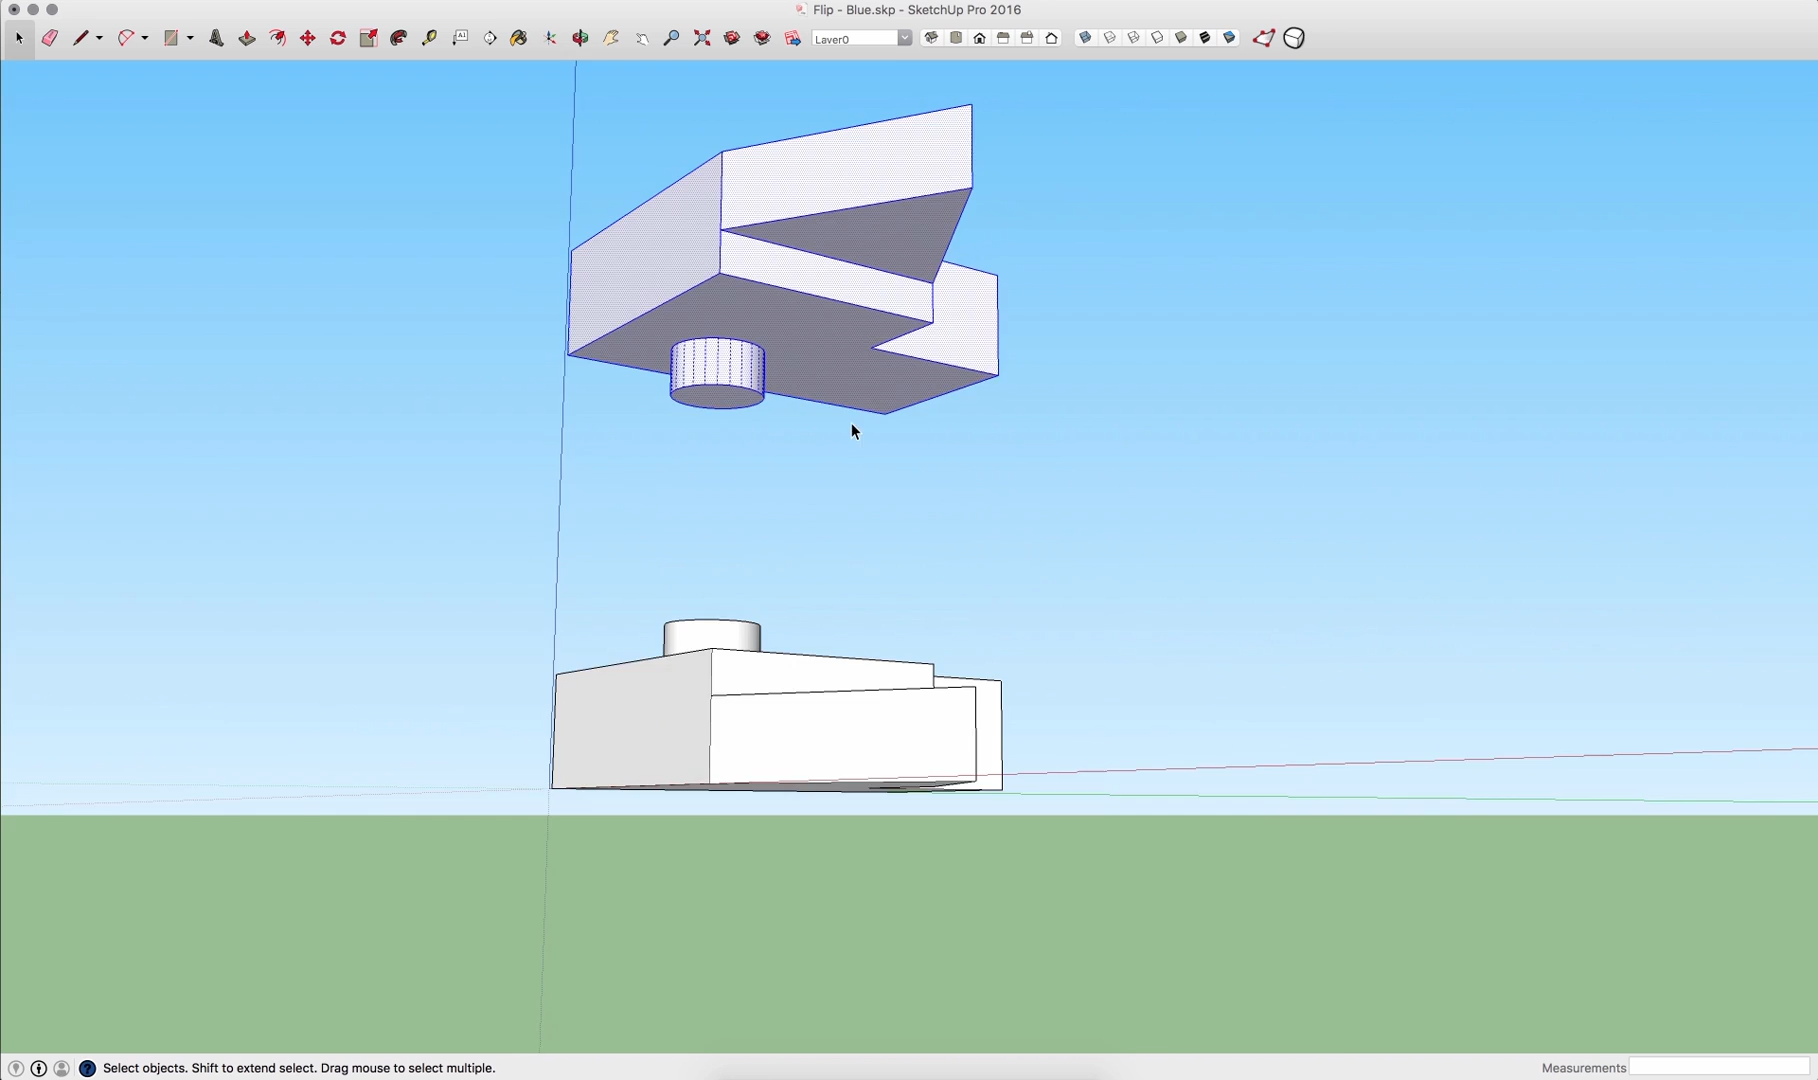 Flip - Blue.skp - SketchUp Pro 2016
A1
Layer0
Select objects. Shift to extend select. Drag mouse to select multiple.
Measurements